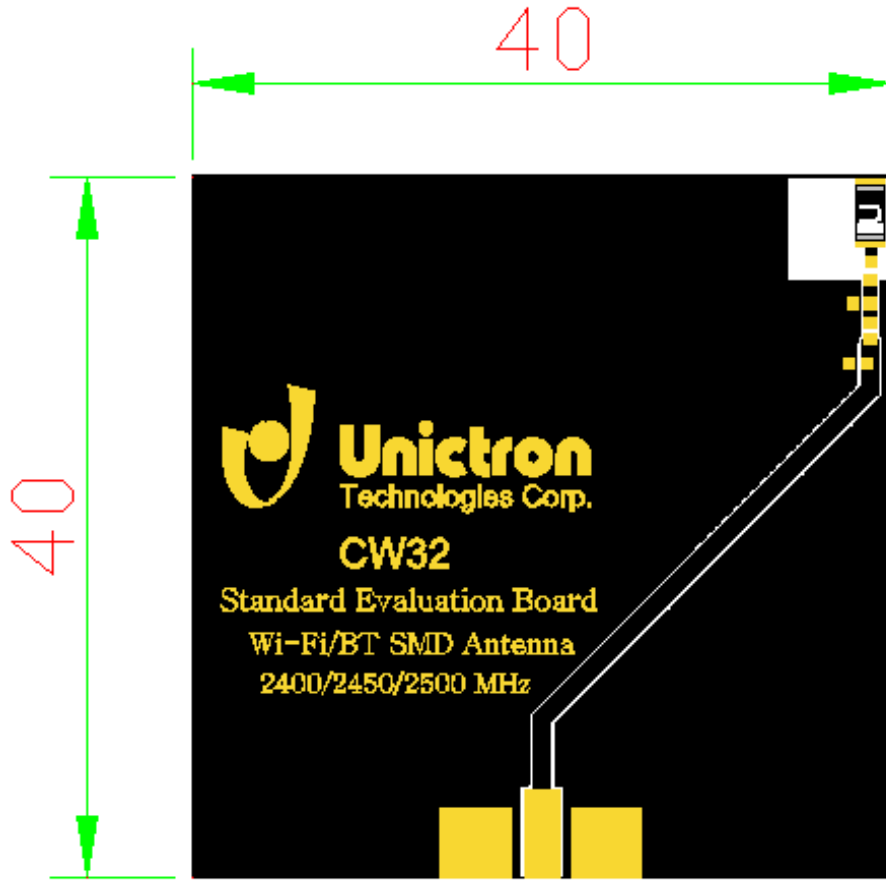 40
40
Unictron
Technologies Corp.
CW32
Standard Evaluation Board
Wi-Fi/BT SMD Antenna
2400/2450/2500 MHz